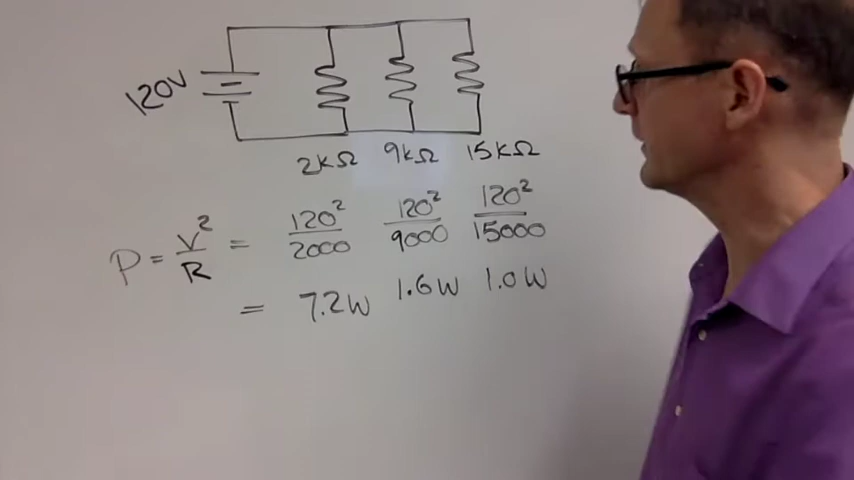 120V
2kΩ 9kΩ 15kΩ
P = V²/R = 120²/2000 120²/9000 120²/15000
= 7.2W 1.6W 1.0W